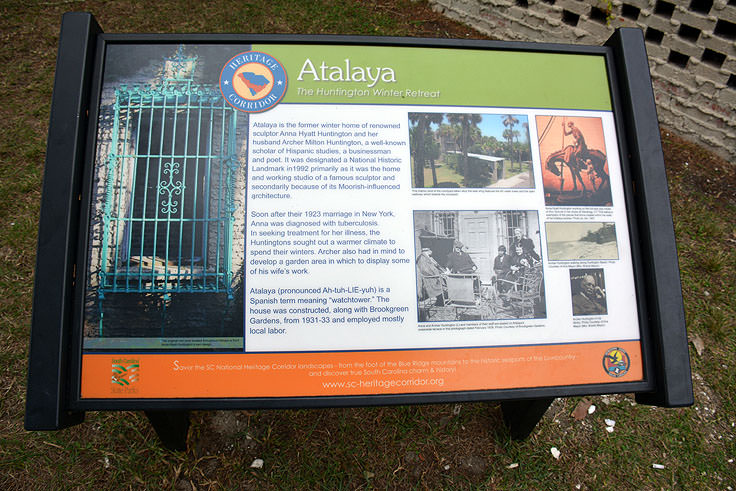 HERITAGE
CORRIDOR
Atalaya
The Huntington Winter Retreat
Atalaya is the former winter home of renowned
sculptor Anna Hyatt Huntington and her
husband Archer Milton Huntington, a well-known
scholar of Hispanic studies, a businessman
and poet. It was designated a National Historic
Landmark in1992 primarily as it was the home
and working studio of a famous sculptor and
secondarily because of its Moorish-influenced
architecture.
Soon after their 1923 marriage in New York,
Anna was diagnosed with tuberculosis.
In seeking treatment for her illness, the
Huntingtons sought out a warmer climate to
spend their winters. Archer also had in mind to
develop a garden area in which to display some
of his wife's work.
Atalaya (pronounced Ah-tuh-LIE-yuh) is a
Spanish term meaning "watchtower." The
house was constructed, along with Brookgreen
Gardens, from 1931-33 and employed mostly
local labor.
South Carolina
State Parks
Savor the SC National Heritage Corridor landscapes - from the foot of the Blue Ridge mountains to the historic seaports of the Lowcountry -
and discover true South Carolina charm & history!
www.sc-heritagecorridor.org